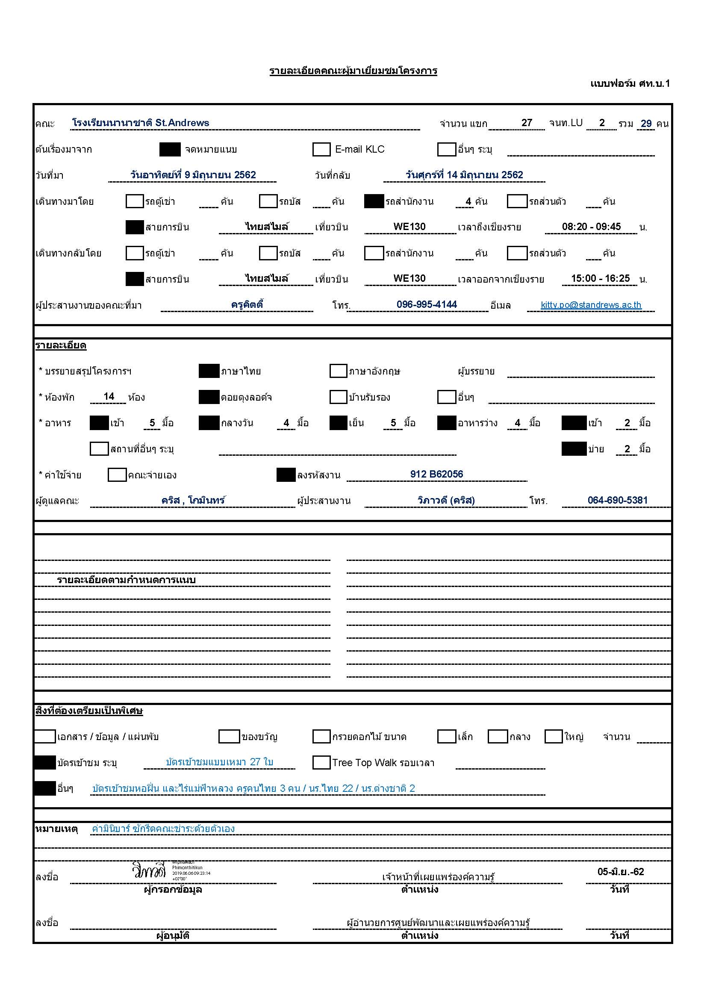 รายละเอียดคณะผู้มาเยี่ยมชมโครงการ
แบบฟอร์ม ศท.บ.1
คณะ โรงเรียนนานาชาติ St.Andrews จำนวน แขก 27 จนท.LU 2 รวม 29 คน
ต้นเรื่องมาจาก จดหมายแนบ E-mail KLC อื่นๆ ระบุ
วันที่มา วันอาทิตย์ที่ 9 มิถุนายน 2562 วันที่กลับ วันศุกร์ที่ 14 มิถุนายน 2562
เดินทางมาโดย รถตู้เช่า คัน รถบัส คัน รถสำนักงาน 4 คัน รถส่วนตัว คัน
สายการบิน ไทยสไมล์ เที่ยวบิน WE130 เวลาถึงเชียงราย 08:20 - 09:45 น.
เดินทางกลับโดย รถตู้เช่า คัน รถบัส คัน รถสำนักงาน คัน รถส่วนตัว คัน
สายการบิน ไทยสไมล์ เที่ยวบิน WE130 เวลาออกจากเชียงราย 15:00 - 16:25 น.
ผู้ประสานงานของคณะที่มา ครูคิตตี้ โทร. 096-995-4144 อีเมล kitty.po@standrews.ac.th
รายละเอียด
* บรรยายสรุปโครงการฯ ภาษาไทย ภาษาอังกฤษ ผู้บรรยาย
* ห้องพัก 14 ห้อง ดอยตุงลอด์จ บ้านรับรอง อื่นๆ
* อาหาร เช้า 5 มื้อ กลางวัน 4 มื้อ เย็น 5 มื้อ อาหารว่าง 4 มื้อ เช้า 2 มื้อ
สถานที่อื่นๆ ระบุ บ่าย 2 มื้อ
* ค่าใช้จ่าย คณะจ่ายเอง ลงรหัสงาน 912 B62056
ผู้ดูแลคณะ คริส , โกมินทร์ ผู้ประสานงาน วิภาวดี (คริส) โทร. 064-690-5381
รายละเอียดตามกำหนดการแนบ
สิ่งที่ต้องเตรียมเป็นพิเศษ
เอกสาร / ข้อมูล / แผ่นพับ ของขวัญ กรวยดอกไม้ ขนาด เล็ก กลาง ใหญ่ จำนวน
บัตรเข้าชม ระบุ บัตรเข้าชมแบบเหมา 27 ใบ Tree Top Walk รอบเวลา
อื่นๆ บัตรเข้าชมหอฝิ่น และไร่แม่ฟ้าหลวง ครูคนไทย 3 คน / นร.ไทย 22 / นร.ต่างชาติ 2
หมายเหตุ ค่ามินิบาร์ ซักรีดคณะชำระด้วยตัวเอง
วิภาวดี
Phimonthitikun
2019.06.06 09:23:14
+07'00'
ลงชื่อ เจ้าหน้าที่เผยแพร่องค์ความรู้ 05-มิ.ย.-62
ผู้กรอกข้อมูล ตำแหน่ง วันที่
ลงชื่อ ผู้อำนวยการศูนย์พัฒนาและเผยแพร่องค์ความรู้
ผู้อนุมัติ ตำแหน่ง วันที่